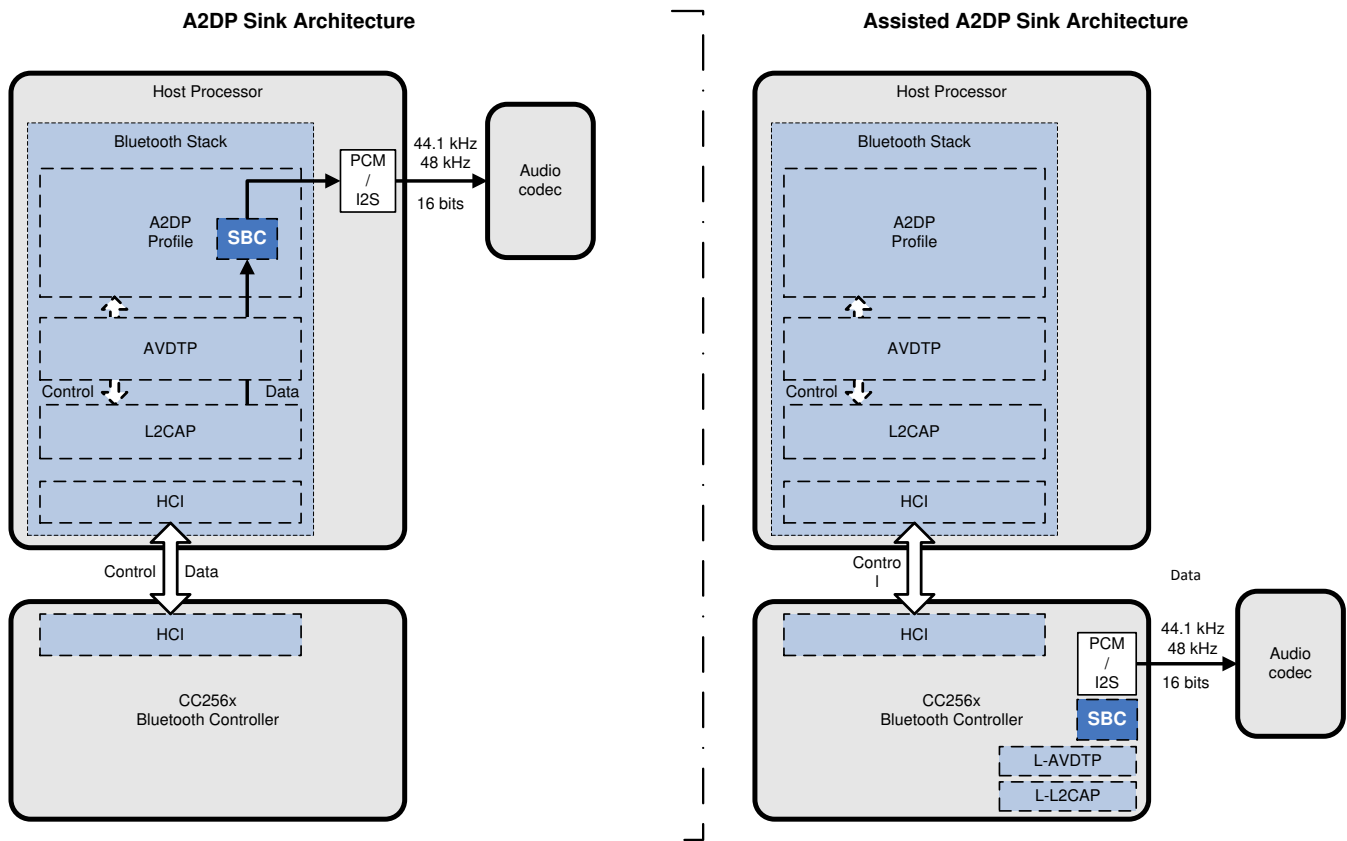 A2DP Sink Architecture
Host Processor
Bluetooth Stack
A2DP
Profile
SBC
PCM
/
I2S
44.1 kHz
48 kHz
16 bits
Audio
codec
AVDTP
Control
Data
L2CAP
HCI
Control
Data
HCI
CC256x
Bluetooth Controller
Assisted A2DP Sink Architecture
Host Processor
Bluetooth Stack
A2DP
Profile
AVDTP
Control
L2CAP
HCI
Contro
l
Data
HCI
PCM
/
I2S
44.1 kHz
48 kHz
16 bits
Audio
codec
CC256x
Bluetooth Controller
SBC
L-AVDTP
L-L2CAP